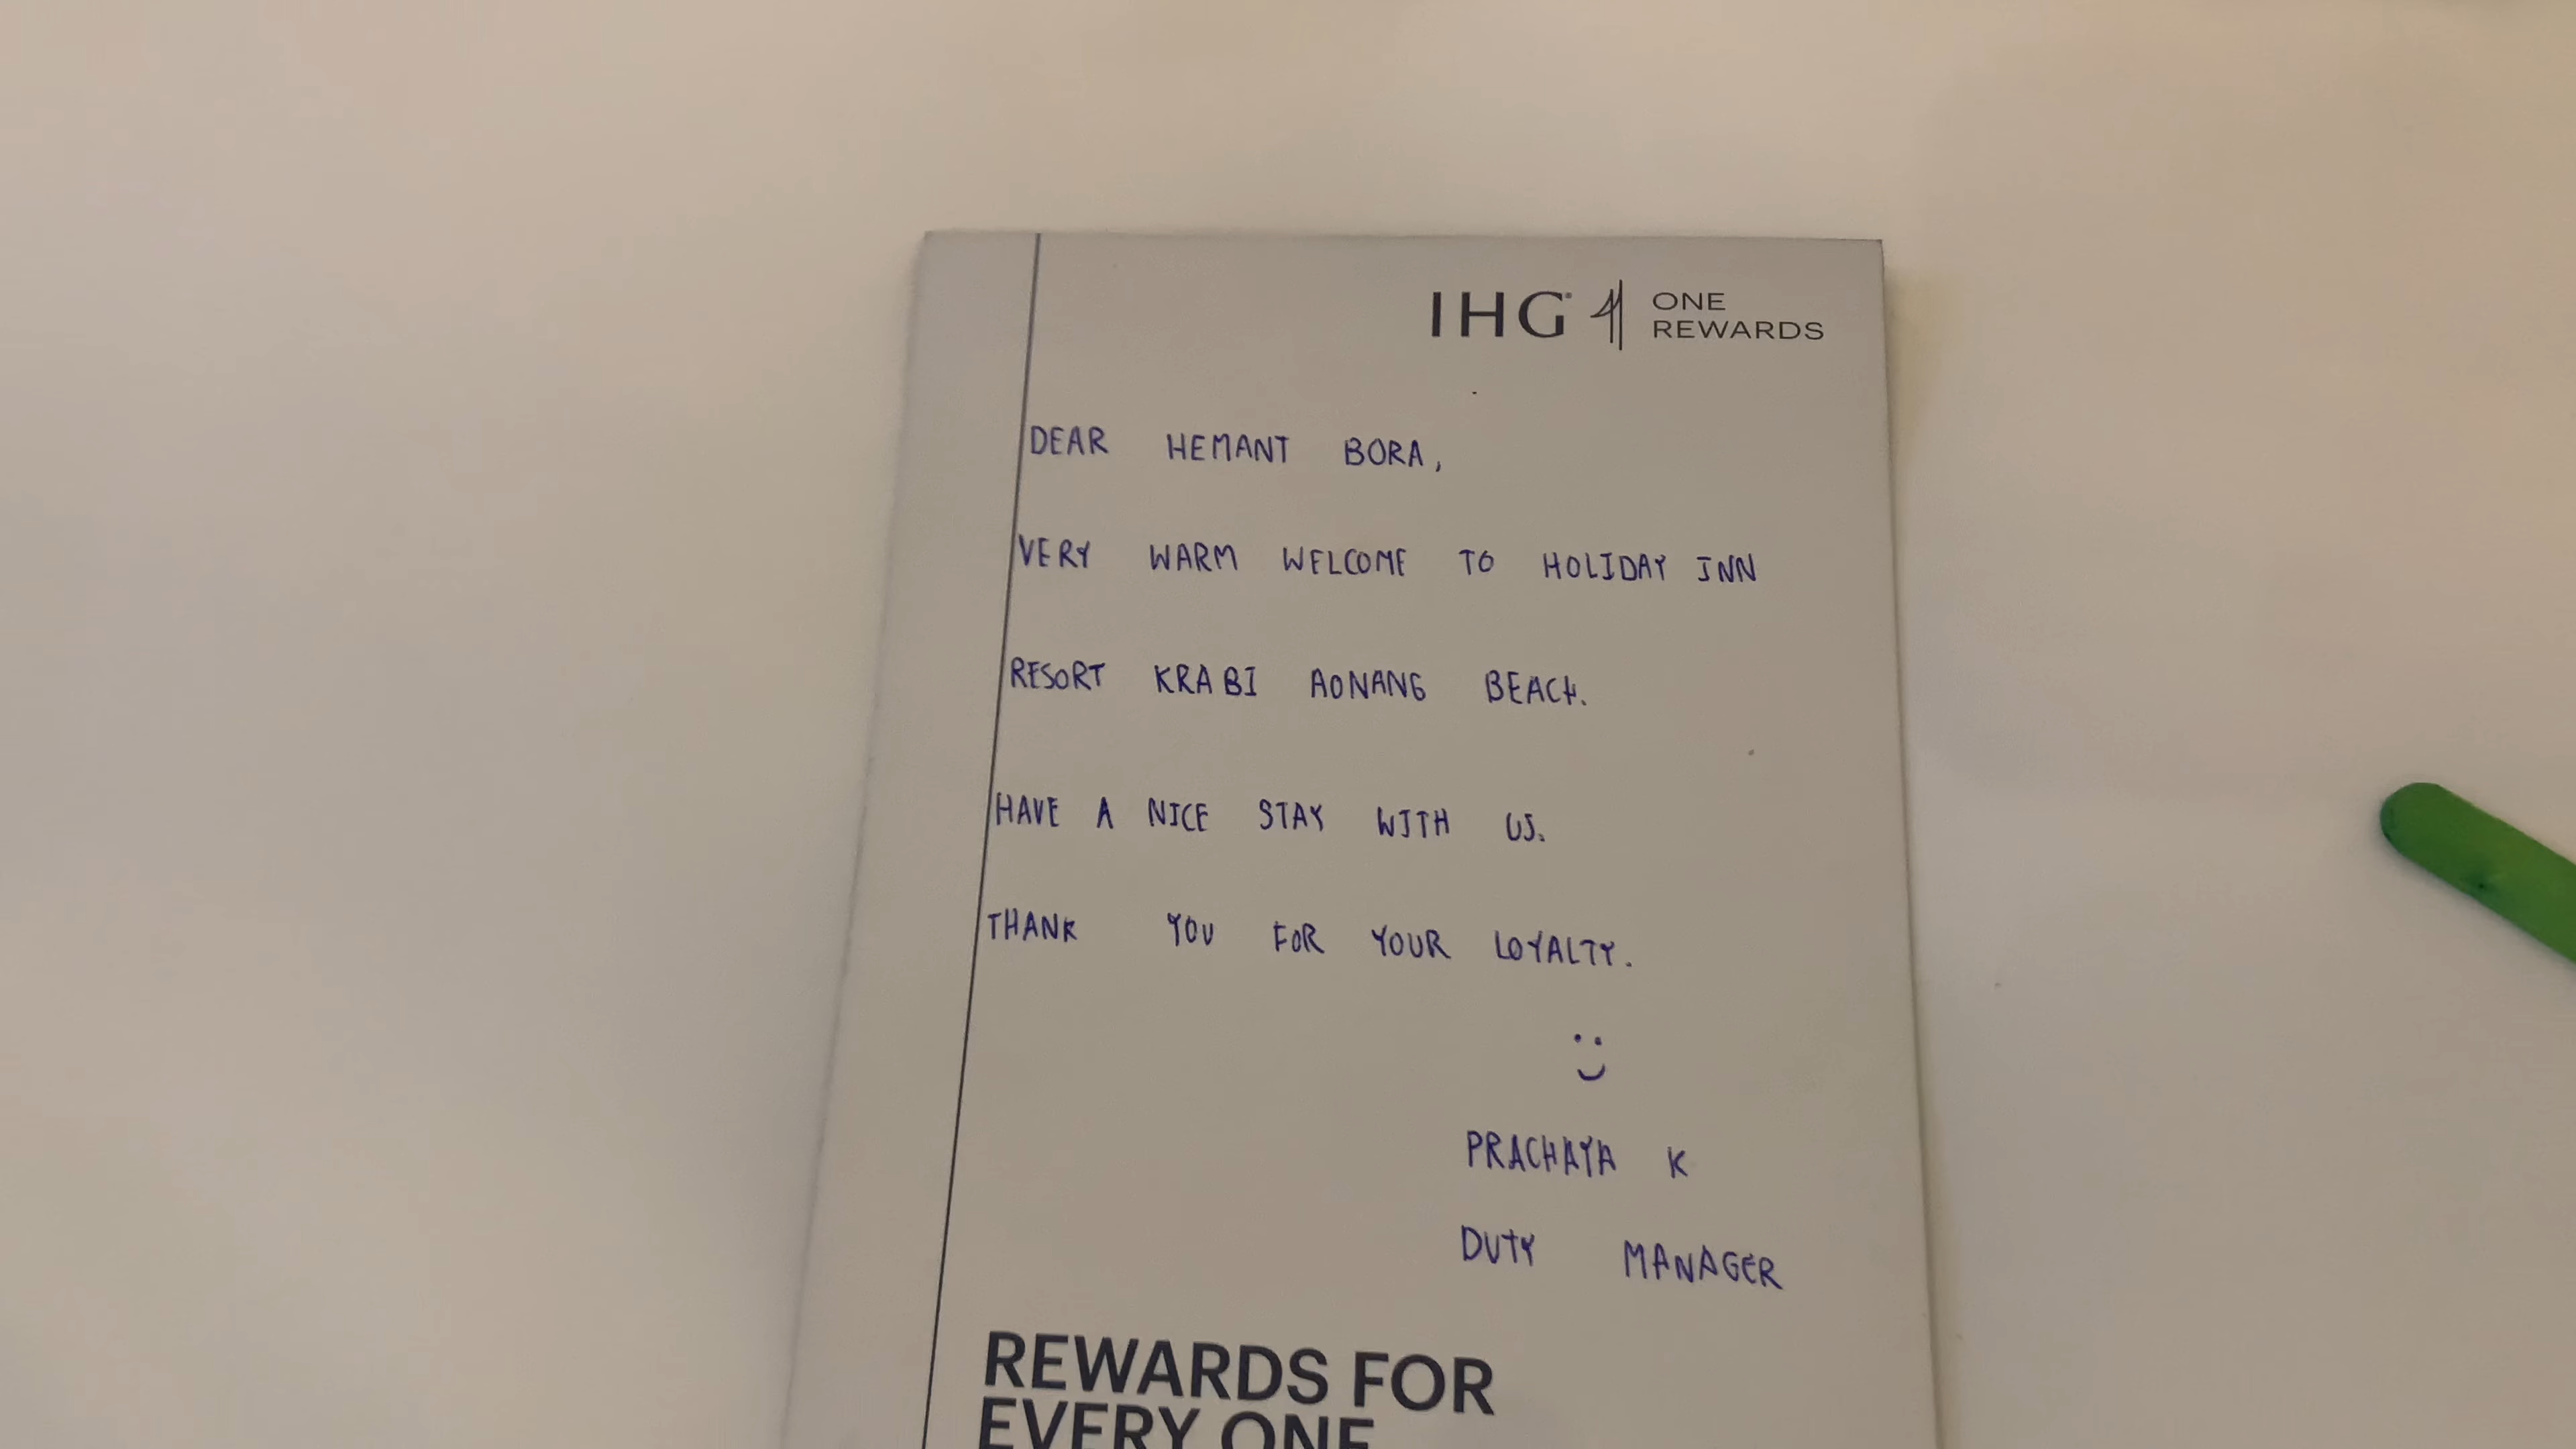 IHG ONE
REWARDS
DEAR HEMANT BORA,
VERY WARM WELCOME TO HOLIDAY INN
RESORT KRABI AONANG BEACH.
HAVE A NICE STAY WITH US.
THANK YOU FOR YOUR LOYALTY.
:)
PRACHAYA K
DUTY MANAGER
REWARDS FOR
EVERY ONE